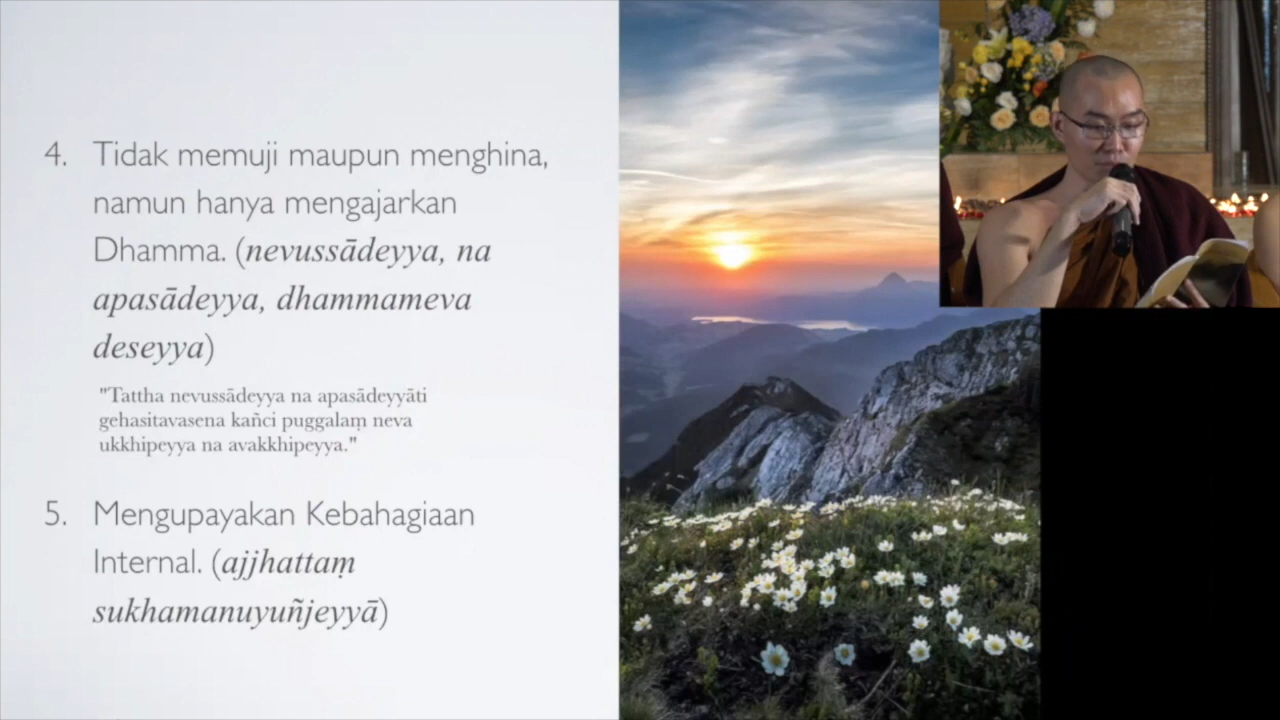 4. Tidak memuji maupun menghina,
namun hanya mengajarkan
Dhamma. (nevussādeyya, na
apasādeyya, dhammameva
deseyya)
"Tattha nevussādeyya na apasādeyyāti
gehasitavasena kañci puggalaṃ neva
ukkhipeyya na avakkhipeyya."
5. Mengupayakan Kebahagiaan
Internal. (ajjhattaṃ
sukhamanuyuñjeyyā)